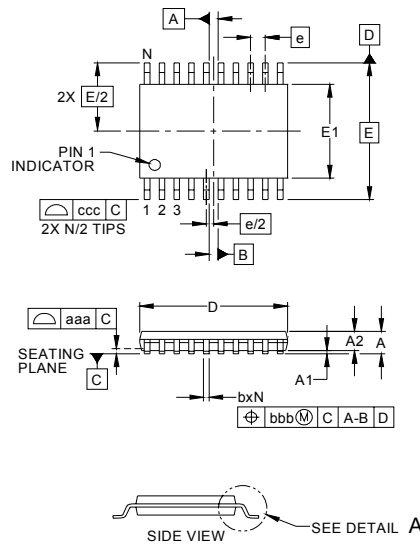 A
e
D
N
2X E/2
E1
E
PIN 1
INDICATOR
ccc C
1 2 3
e/2
2X N/2 TIPS
B
D
aaa C
A2
A
SEATING
PLANE
A1
C
bxN
bbb Ⓜ C A-B D
SEE DETAIL A
SIDE VIEW